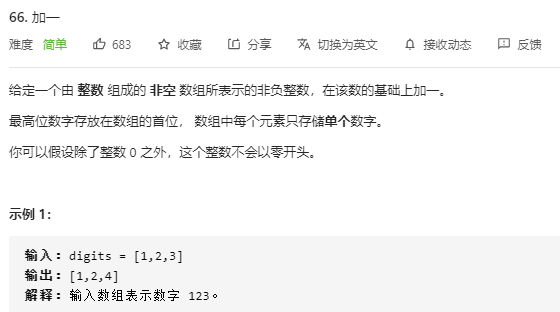 66. 加一
难度 简单 683 收藏 分享 切换为英文 接收动态 反馈
给定一个由 整数 组成的 非空 数组所表示的非负整数，在该数的基础上加一。
最高位数字存放在数组的首位， 数组中每个元素只存储单个数字。
你可以假设除了整数 0 之外，这个整数不会以零开头。
示例 1：
输入：digits = [1,2,3]
输出：[1,2,4]
解释：输入数组表示数字 123。